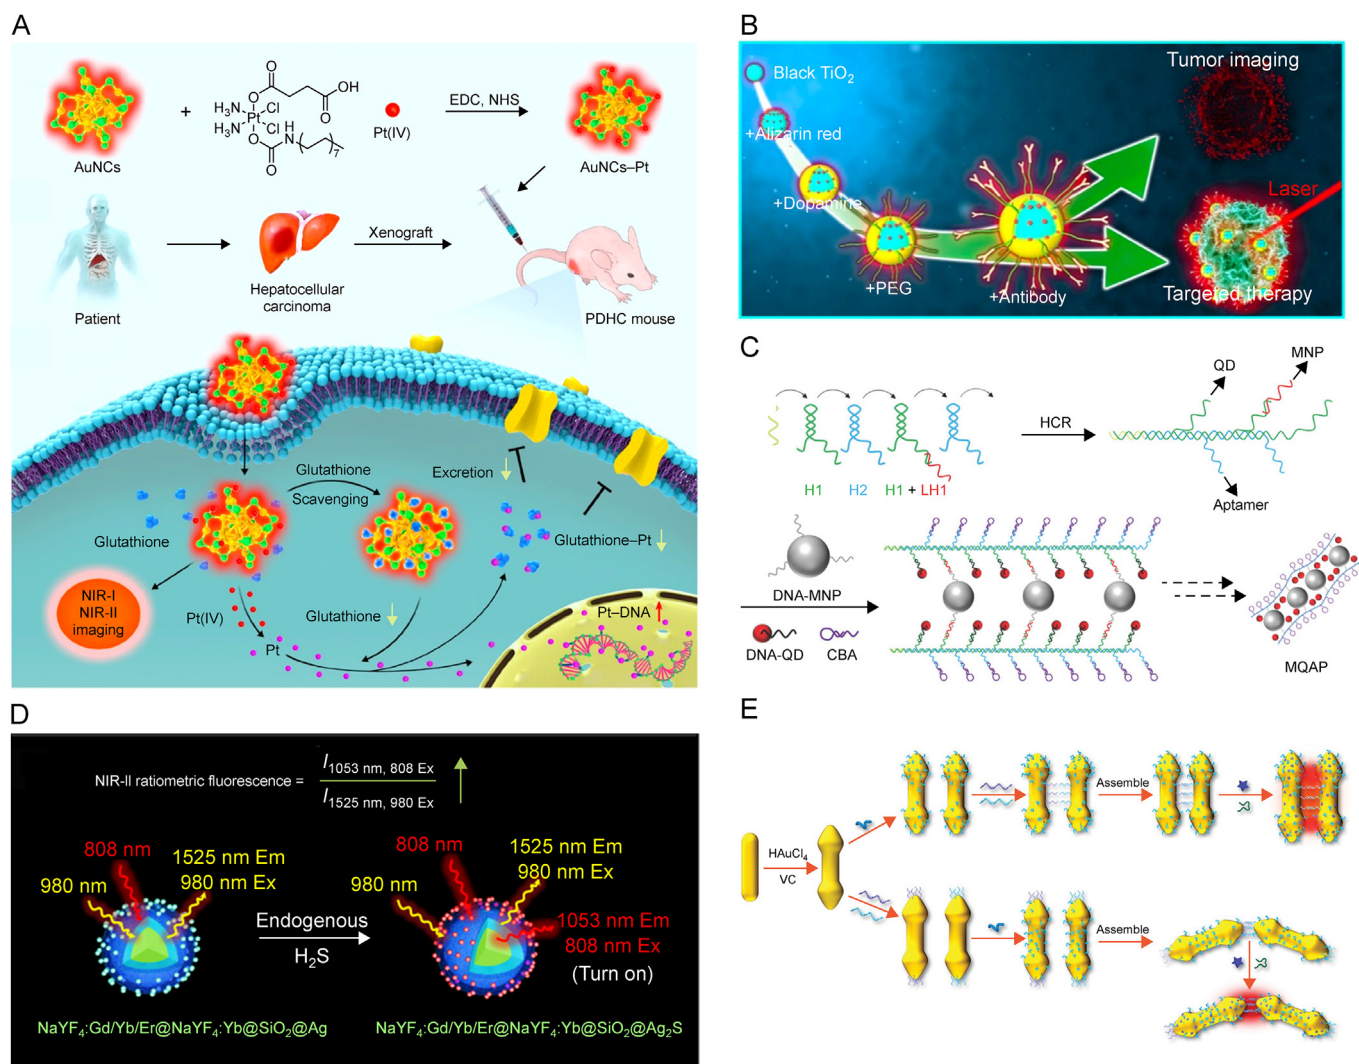 A
O
O
OH
O
H₃N
H₃N
Pt
Cl
Cl
O
H
N
O
7
+
Pt(IV)
EDC, NHS
AuNCs
AuNCs–Pt
Xenograft
Patient
Hepatocellular
carcinoma
PDHC mouse
Glutathione
Scavenging
Excretion
Glutathione
Glutathione–Pt
NIR-I
NIR-II
imaging
Pt(IV)
Glutathione
Pt–DNA
Pt
B
Black TiO₂
Tumor imaging
+Alizarin red
+Dopamine
Laser
+PEG
+Antibody
Targeted therapy
C
QD
MNP
HCR
H1
H2
H1 + LH1
Aptamer
DNA-MNP
DNA-QD
CBA
MQAP
D
NIR-II ratiometric fluorescence =
I1053 nm, 808 Ex
I1525 nm, 980 Ex
808 nm
1525 nm Em
980 nm
980 nm Ex
Endogenous
H₂S
808 nm
1525 nm Em
980 nm Ex
980 nm
1053 nm Em
808 nm Ex
(Turn on)
NaYF₄:Gd/Yb/Er@NaYF₄:Yb@SiO₂@Ag
NaYF₄:Gd/Yb/Er@NaYF₄:Yb@SiO₂@Ag₂S
E
Assemble
HAuCl₄
VC
Assemble